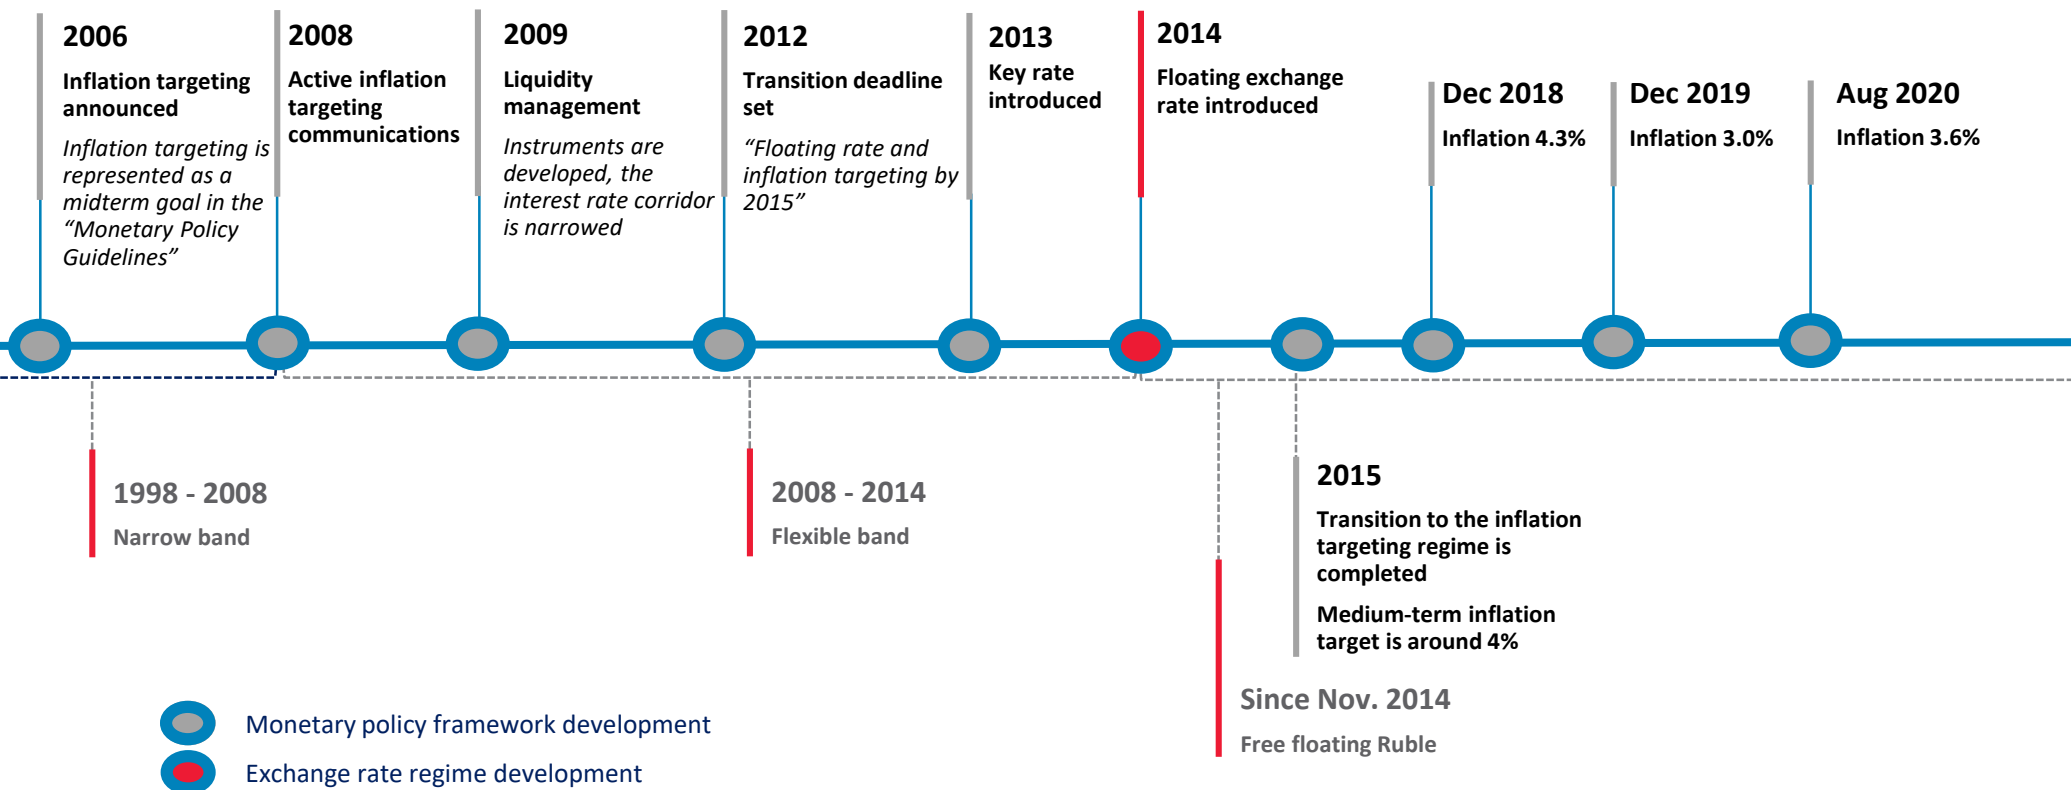 2006
Inflation targeting
announced
Inflation targeting is
represented as a
midterm goal in the
“Monetary Policy
Guidelines”
2008
Active inflation
targeting
communications
2009
Liquidity
management
Instruments are
developed, the
interest rate corridor
is narrowed
2012
Transition deadline
set
“Floating rate and
inflation targeting by
2015”
2013
Key rate
introduced
2014
Floating exchange
rate introduced
Dec 2018
Inflation 4.3%
Dec 2019
Inflation 3.0%
Aug 2020
Inflation 3.6%
1998 - 2008
Narrow band
2008 - 2014
Flexible band
2015
Transition to the inflation
targeting regime is
completed
Medium-term inflation
target is around 4%
Since Nov. 2014
Free floating Ruble
Monetary policy framework development
Exchange rate regime development